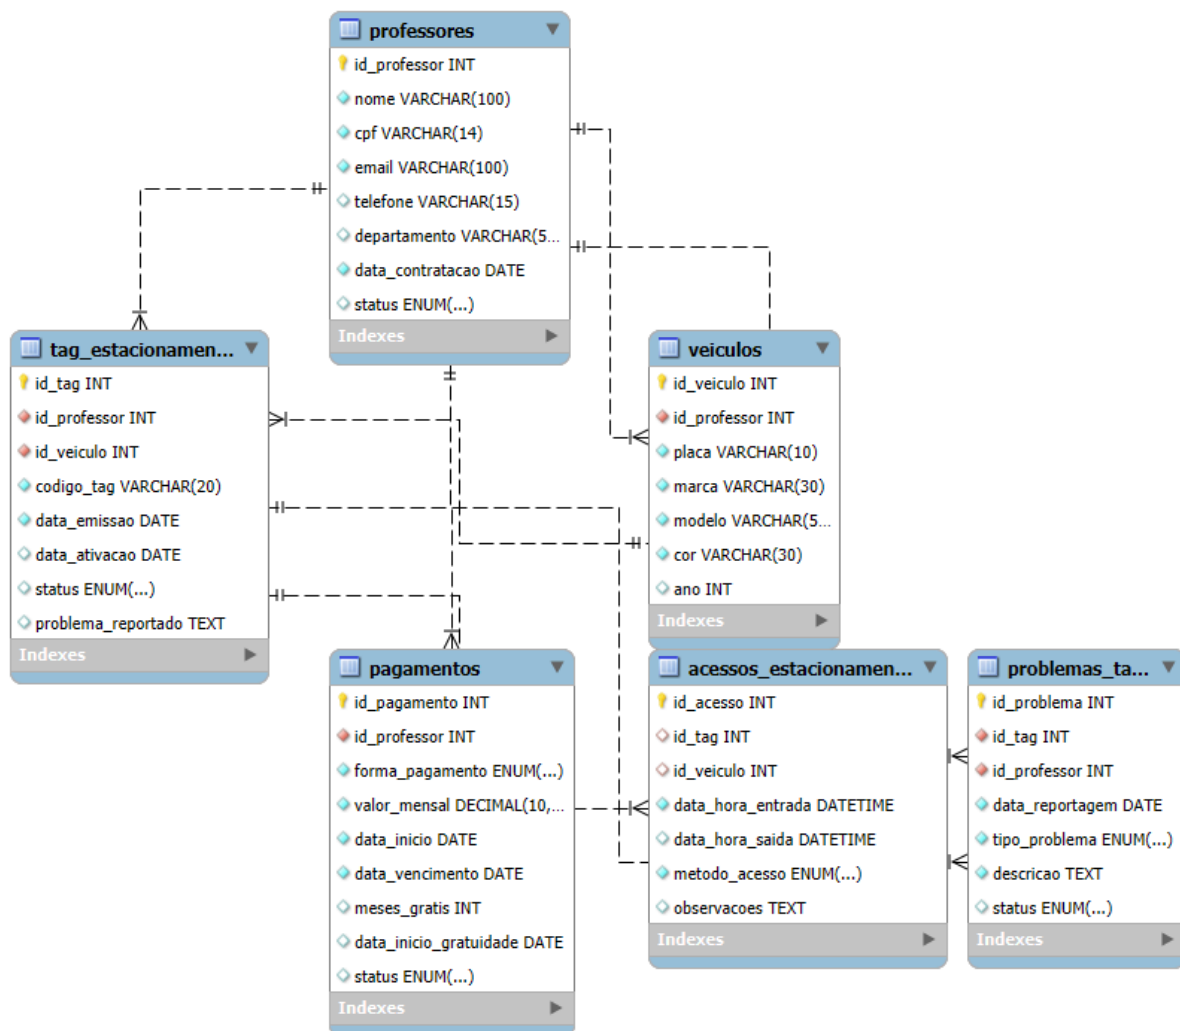 professores
id_professor INT
nome VARCHAR(100)
cpf VARCHAR(14)
email VARCHAR(100)
telefone VARCHAR(15)
departamento VARCHAR(5...
data_contratacao DATE
status ENUM(...)
Indexes
tag_estacionamen...
id_tag INT
id_professor INT
id_veiculo INT
codigo_tag VARCHAR(20)
data_emissao DATE
data_ativacao DATE
status ENUM(...)
problema_reportado TEXT
Indexes
veiculos
id_veiculo INT
id_professor INT
placa VARCHAR(10)
marca VARCHAR(30)
modelo VARCHAR(5...
cor VARCHAR(30)
ano INT
Indexes
pagamentos
id_pagamento INT
id_professor INT
forma_pagamento ENUM(...)
valor_mensal DECIMAL(10,...
data_inicio DATE
data_vencimento DATE
meses_gratis INT
data_inicio_gratuidade DATE
status ENUM(...)
Indexes
acessos_estacionamen...
id_acesso INT
id_tag INT
id_veiculo INT
data_hora_entrada DATETIME
data_hora_saida DATETIME
metodo_acesso ENUM(...)
observacoes TEXT
Indexes
problemas_ta...
id_problema INT
id_tag INT
id_professor INT
data_reportagem DATE
tipo_problema ENUM(...)
descricao TEXT
status ENUM(...)
Indexes